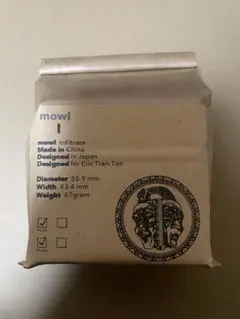 mowl
I
mowl Infiltrate
Made in China
Designed in Japan
Designed for Eric Tran-Ton
Diameter 55.9 mm
Width 43.4 mm
Weight 67gram